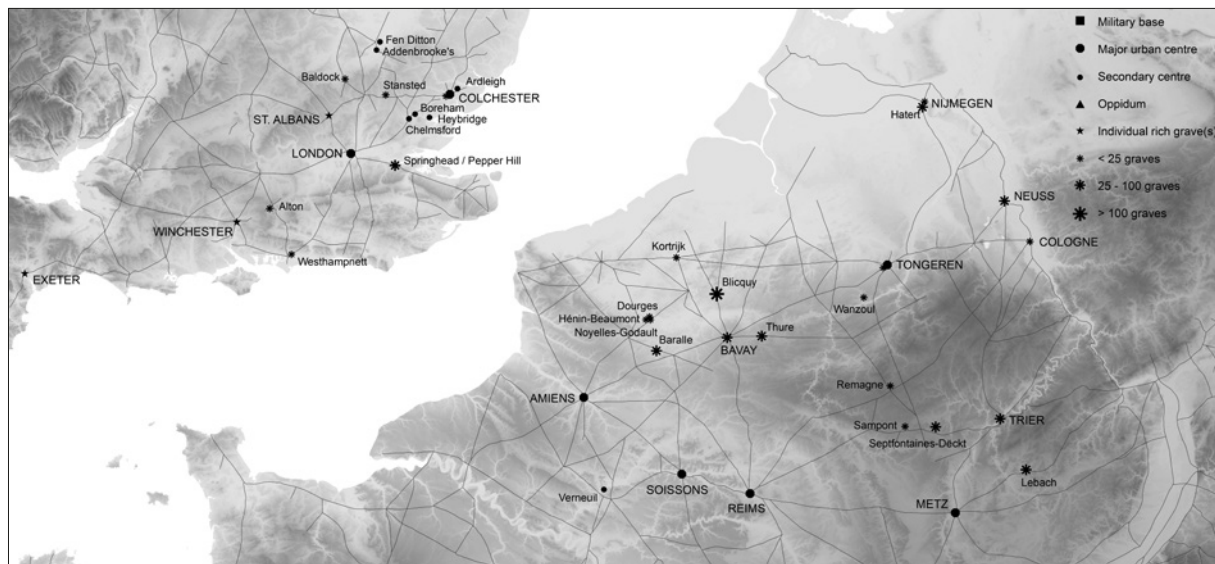 Fen Ditton
Addenbrooke's
Baldock
Stansted
Ardleigh
COLCHESTER
Boreham
Heybridge
Chelmsford
ST. ALBANS
LONDON
Springhead / Pepper Hill
Alton
WINCHESTER
Westhampnett
EXETER
NIJMEGEN
Hatert
NEUSS
COLOGNE
Kortrijk
TONGEREN
Blicquy
Wanzoul
Dourges
Hénin-Beaumont
Noyelles-Godault
Baralle
Thure
BAVAY
Remagne
AMIENS
Sampont
Septfontaines-Déckt
TRIER
Lebach
Verneuil
SOISSONS
REIMS
METZ
Military base
Major urban centre
Secondary centre
Oppidum
Individual rich grave(s)
< 25 graves
25 - 100 graves
> 100 graves